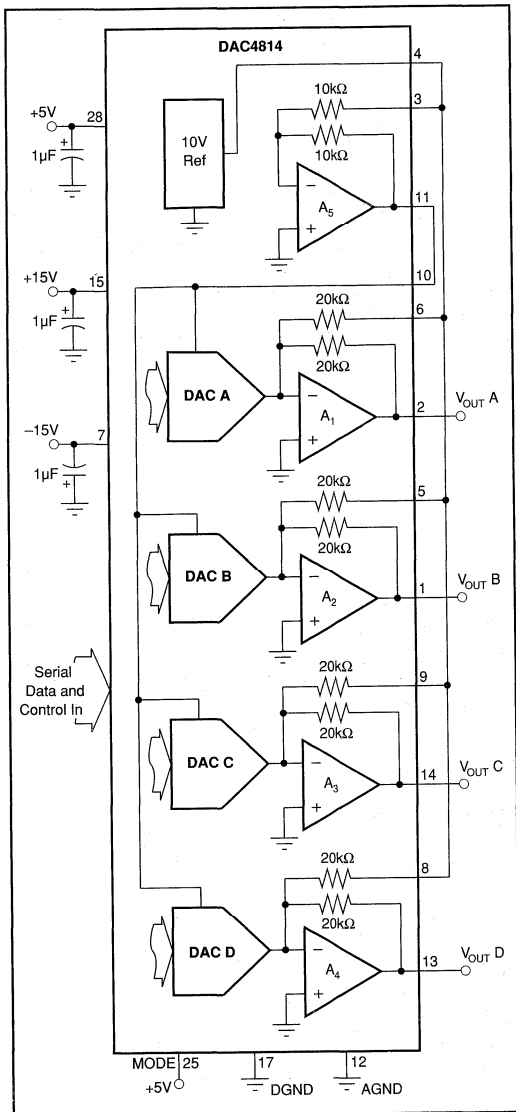 DAC4814
4
10kΩ
3
10kΩ
+5V
28
+
1µF
10V
Ref
−
A5
+
11
+15V
15
10
+
1µF
20kΩ
6
20kΩ
DAC A
−
A1
+
2
VOUT A
−15V
7
1µF
+
20kΩ
5
20kΩ
DAC B
−
A2
+
1
VOUT B
Serial
Data and
Control In
20kΩ
9
20kΩ
DAC C
−
A3
+
14
VOUT C
20kΩ
8
20kΩ
DAC D
−
A4
+
13
VOUT D
MODE 25
+5V
17
DGND
12
AGND